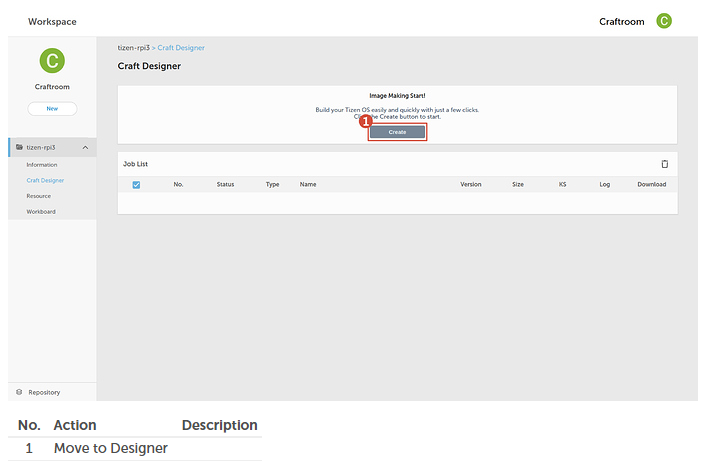 Workspace
Craftroom
C
C
Craftroom
New
tizen-rpi3
Information
Craft Designer
Resource
Workboard
Repository
tizen-rpi3 > Craft Designer
Craft Designer
Image Making Start!
Build your Tizen OS easily and quickly with just a few clicks.
the Create button to start.
1
Create
Job List
No. Status Type Name Version Size KS Log Download
No. Action Description
1 Move to Designer